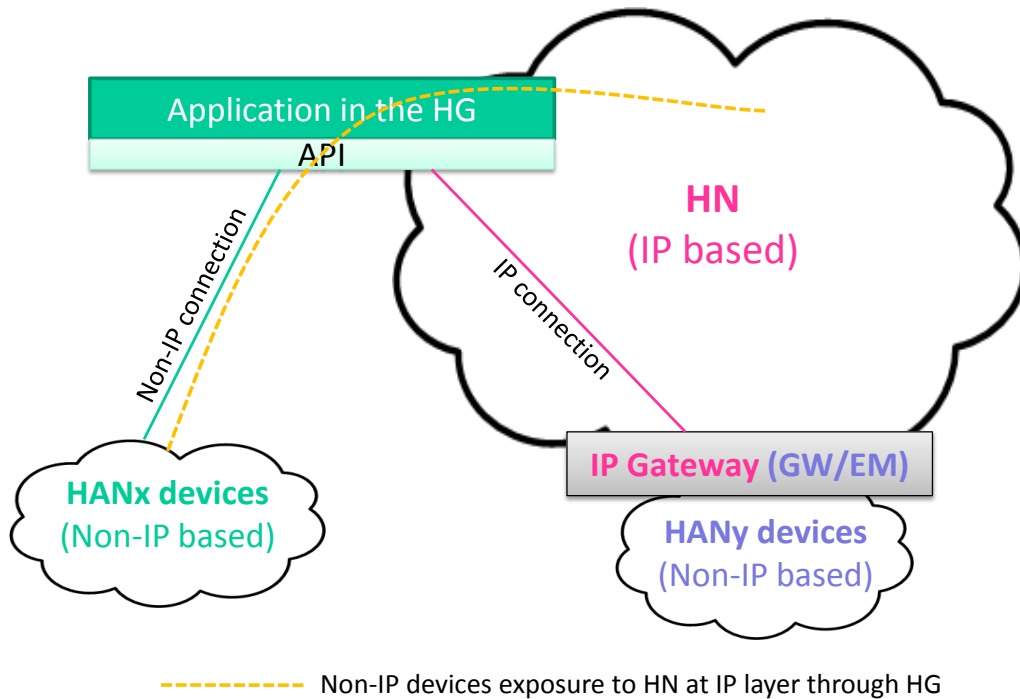 Application in the HG
API
HN
(IP based)
Non-IP connection
IP connection
IP Gateway (GW/EM)
HANx devices
(Non-IP based)
HANy devices
(Non-IP based)
Non-IP devices exposure to HN at IP layer through HG